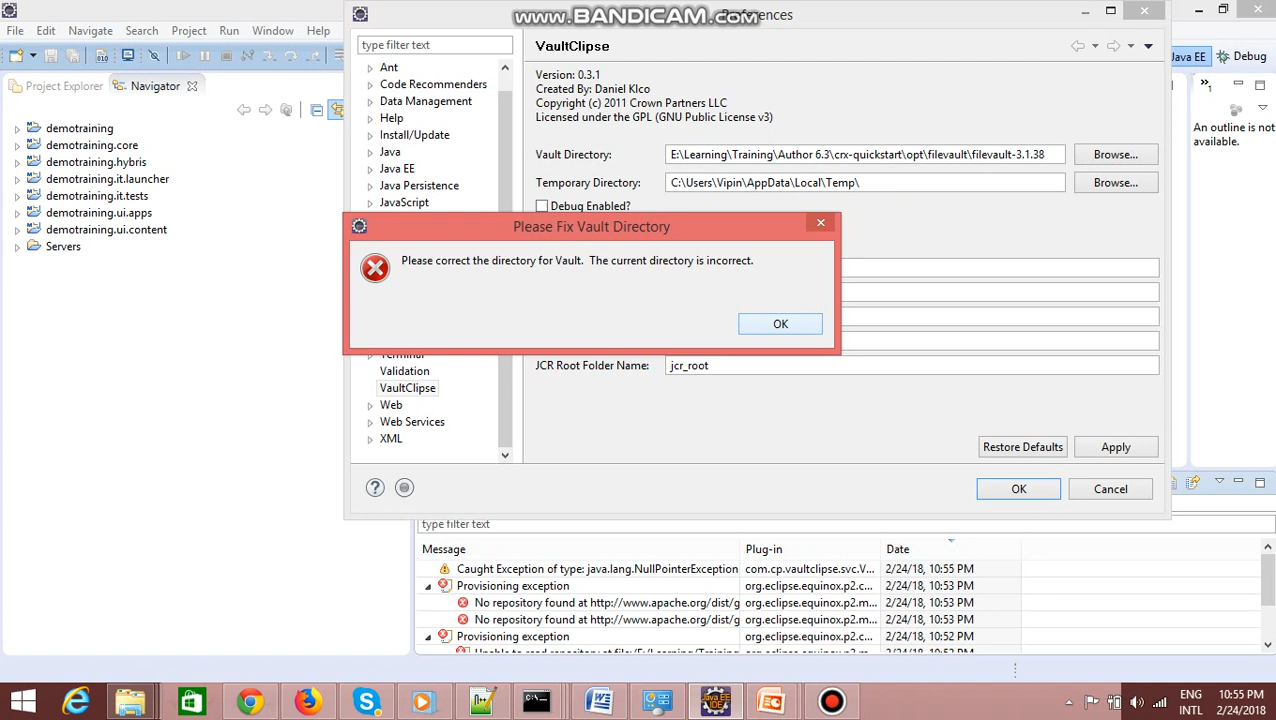 www.BANDICAM.com
Preferences
File Edit Navigate Search Project Run Window Help
type filter text
VaultClipse
Java EE Debug
Project Explorer Navigator
Ant
Code Recommenders
Data Management
Help
Install/Update
Java
Java EE
Java Persistence
JavaScript
Version: 0.3.1
Created By: Daniel Klco
Copyright (c) 2011 Crown Partners LLC
Licensed under the GPL (GNU Public License v3)
Vault Directory: E:\Learning\Training\Author 6.3\crx-quickstart\opt\filevault\filevault-3.1.38 Browse...
Temporary Directory: C:\Users\Vipin\AppData\Local\Temp\ Browse...
Debug Enabled?
An outline is not
available.
demotraining
demotraining.core
demotraining.hybris
demotraining.it.launcher
demotraining.it.tests
demotraining.ui.apps
demotraining.ui.content
Servers
Please Fix Vault Directory
Please correct the directory for Vault. The current directory is incorrect.
OK
Terminal
Validation
VaultClipse
Web
Web Services
XML
JCR Root Folder Name: jcr_root
Restore Defaults Apply
OK Cancel
type filter text
Message Plug-in Date
Caught Exception of type: java.lang.NullPointerException com.cp.vaultclipse.svc.V... 2/24/18, 10:55 PM
Provisioning exception org.eclipse.equinox.p2.c... 2/24/18, 10:53 PM
No repository found at http://www.apache.org/dist/g org.eclipse.equinox.p2.m... 2/24/18, 10:53 PM
No repository found at http://www.apache.org/dist/g org.eclipse.equinox.p2.m... 2/24/18, 10:53 PM
Provisioning exception org.eclipse.equinox.p2.c... 2/24/18, 10:52 PM
ENG 10:55 PM
INTL 2/24/2018